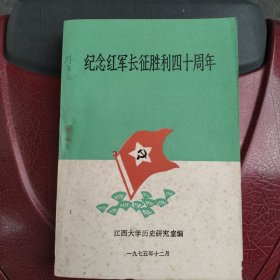 纪念红军长征胜利四十周年
江西大学历史研究室编
一九七五年十二月